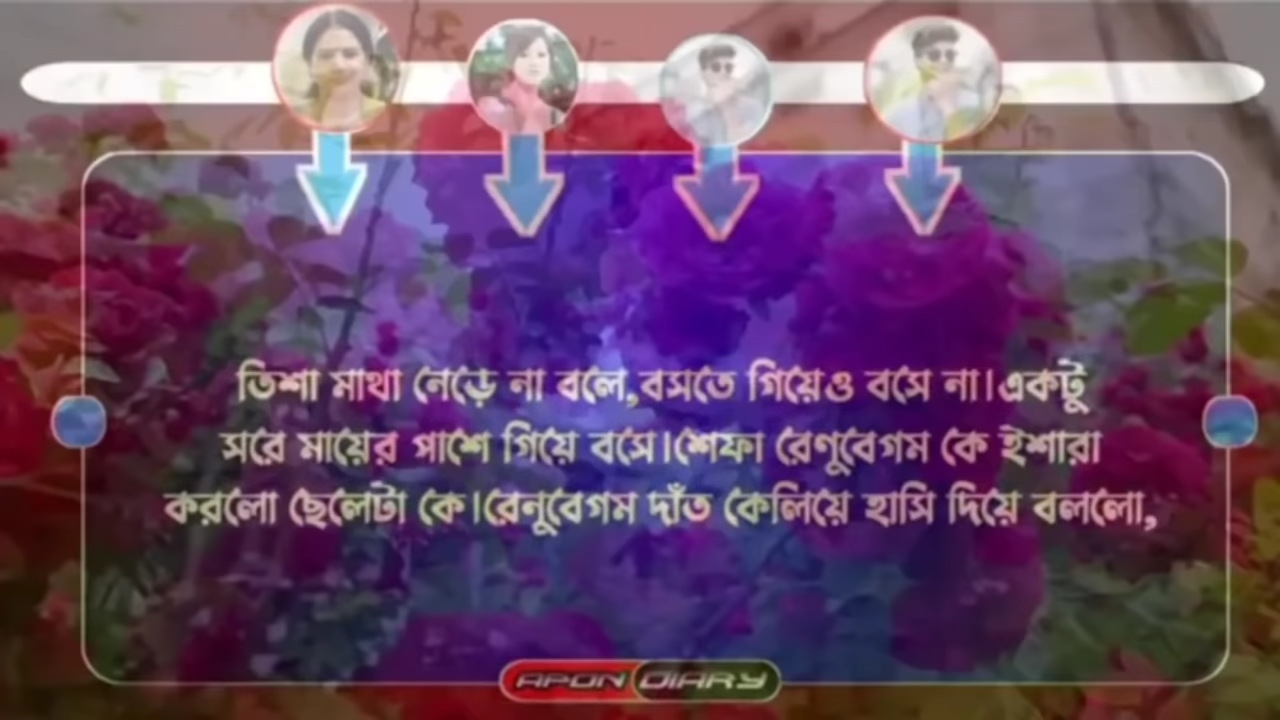 তিশা মাথা নেড়ে না বলে,বসতে গিয়েও বসে না।একটু
সরে মায়ের পাশে গিয়ে বসে।শেফা রেণুবেগম কে ইশারা
করলো ছেলেটা কে।রেনুবেগম দাঁত কেলিয়ে হাসি দিয়ে বললো,
APON DIARY